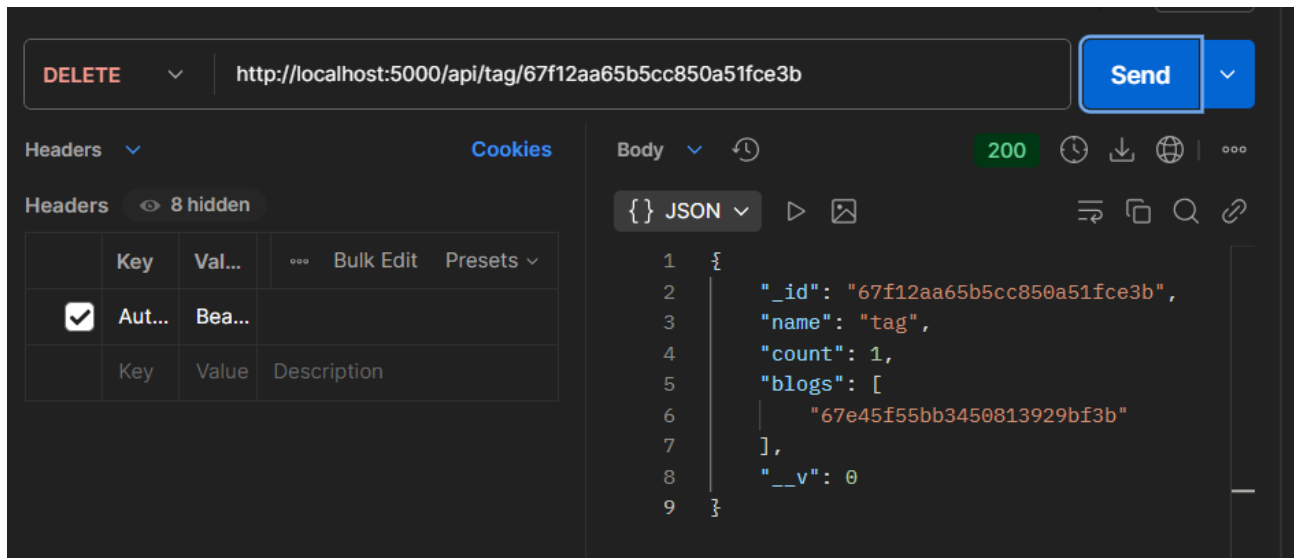 DELETE http://localhost:5000/api/tag/67f12aa65b5cc850a51fce3b Send
Headers Cookies
Headers 8 hidden
Key Val... Bulk Edit Presets
Aut... Bea...
Key Value Description
Body 200
{} JSON
1 {
2 "_id": "67f12aa65b5cc850a51fce3b",
3 "name": "tag",
4 "count": 1,
5 "blogs": [
6 "67e45f55bb3450813929bf3b"
7 ],
8 "__v": 0
9 }